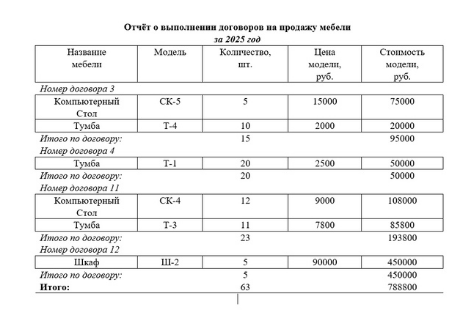 Отчёт о выполнении договоров на продажу мебели
за 2025 год
Название мебели Модель Количество, шт. Цена модели, руб. Стоимость модели, руб.
Номер договора 3
Компьютерный Стол СК-5 5 15000 75000
Тумба Т-4 10 2000 20000
Итого по договору: 15 95000
Номер договора 4
Тумба Т-1 20 2500 50000
Итого по договору: 20 50000
Номер договора 11
Компьютерный Стол СК-4 12 9000 108000
Тумба Т-3 11 7800 85800
Итого по договору: 23 193800
Номер договора 12
Шкаф Ш-2 5 90000 450000
Итого по договору: 5 450000
Итого: 63 788800